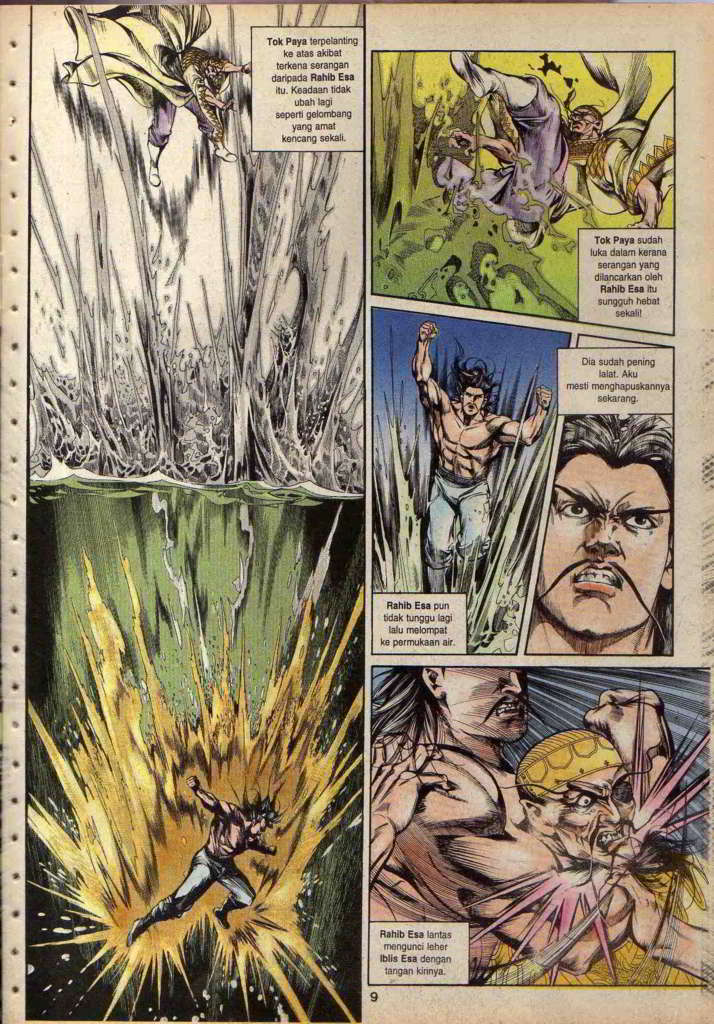 Tok Paya terpelanting
ke atas akibat
terkena serangan
daripada Rahib Esa
itu. Keadaan tidak
ubah lagi
seperti gelombang
yang amat
kencang sekali.
Tok Paya sudah
luka dalam kerana
serangan yang
dilancarkan oleh
Rahib Esa itu
sungguh hebat
sekali!
Rahib Esa pun
tidak tunggu lagi
lalu melompat
ke permukaan air.
Dia sudah pening
lalat. Aku
mesti menghapuskannya
sekarang.
Rahib Esa lantas
mengunci leher
Iblis Esa dengan
tangan kirinya.
9